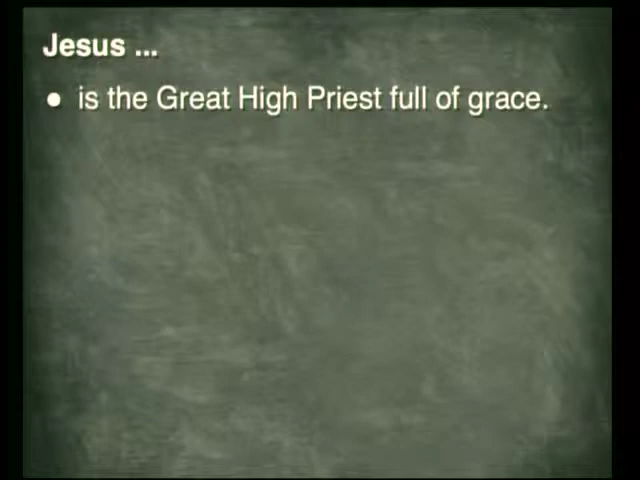 Jesus ...
● is the Great High Priest full of grace.